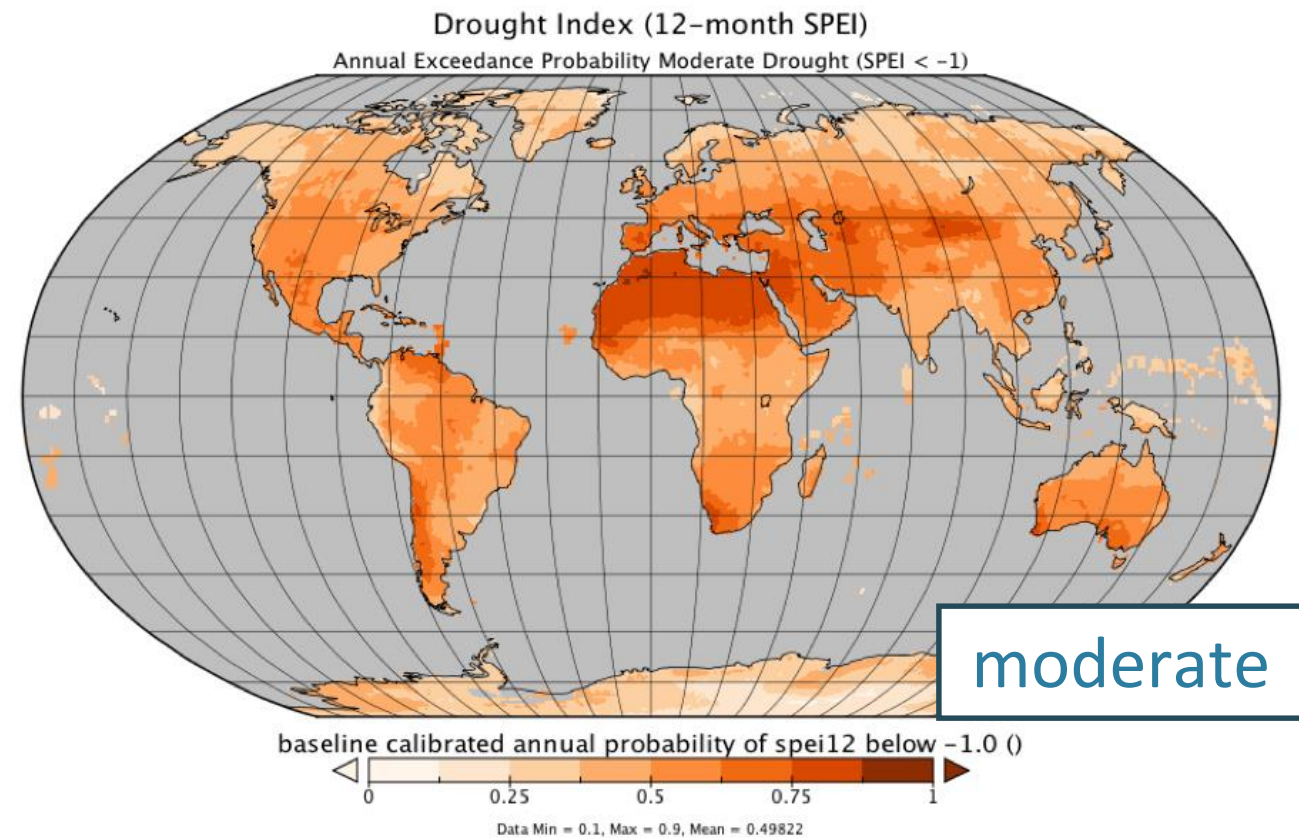 Drought Index (12-month SPEI)
Annual Exceedance Probability Moderate Drought (SPEI < -1)
moderate
baseline calibrated annual probability of spei12 below -1.0 ()
0 0.25 0.5 0.75 1
Data Min = 0.1, Max = 0.9, Mean = 0.49822